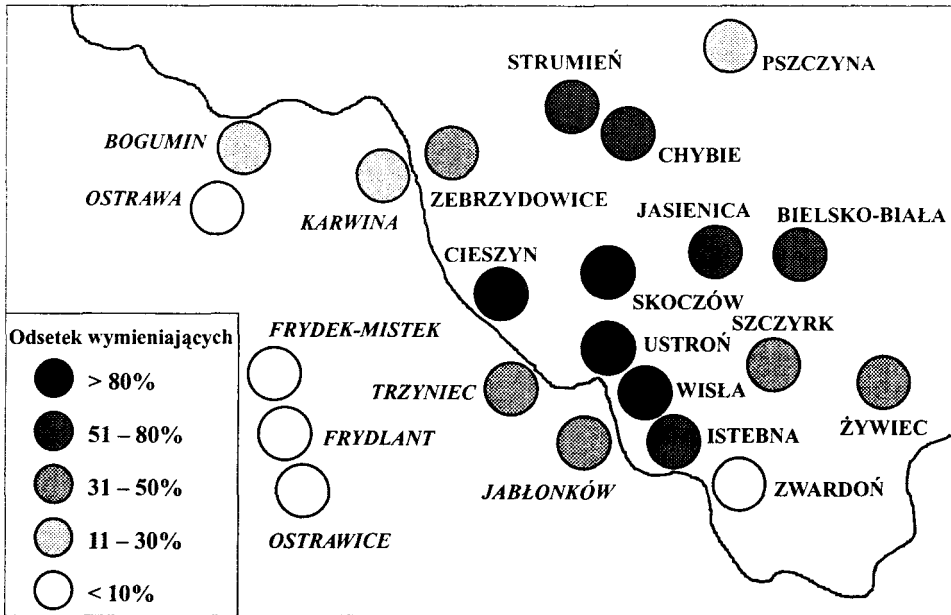 STRUMIEŃ
PSZCZYNA
BOGUMIN
CHYBIE
OSTRAWA
ZEBRZYDOWICE
KARWINA
JASIENICA
BIELSKO-BIAŁA
CIESZYN
SKOCZÓW
Odsetek wymieniających
> 80%
51 – 80%
31 – 50%
11 – 30%
< 10%
FRYDEK-MISTEK
USTROŃ
SZCZYRK
TRZYNIEC
WISŁA
FRYDLANT
ISTEBNA
ŻYWIEC
JABŁONKÓW
ZWARDOŃ
OSTRAWICE